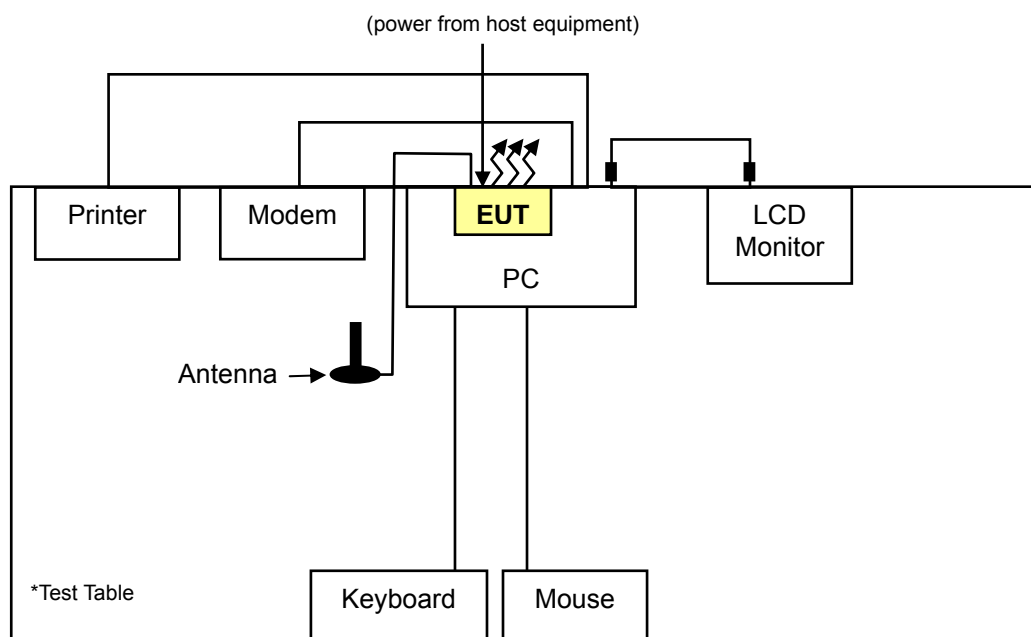 (power from host equipment)
Printer
Modem
EUT
LCD
Monitor
PC
Antenna
*Test Table
Keyboard
Mouse